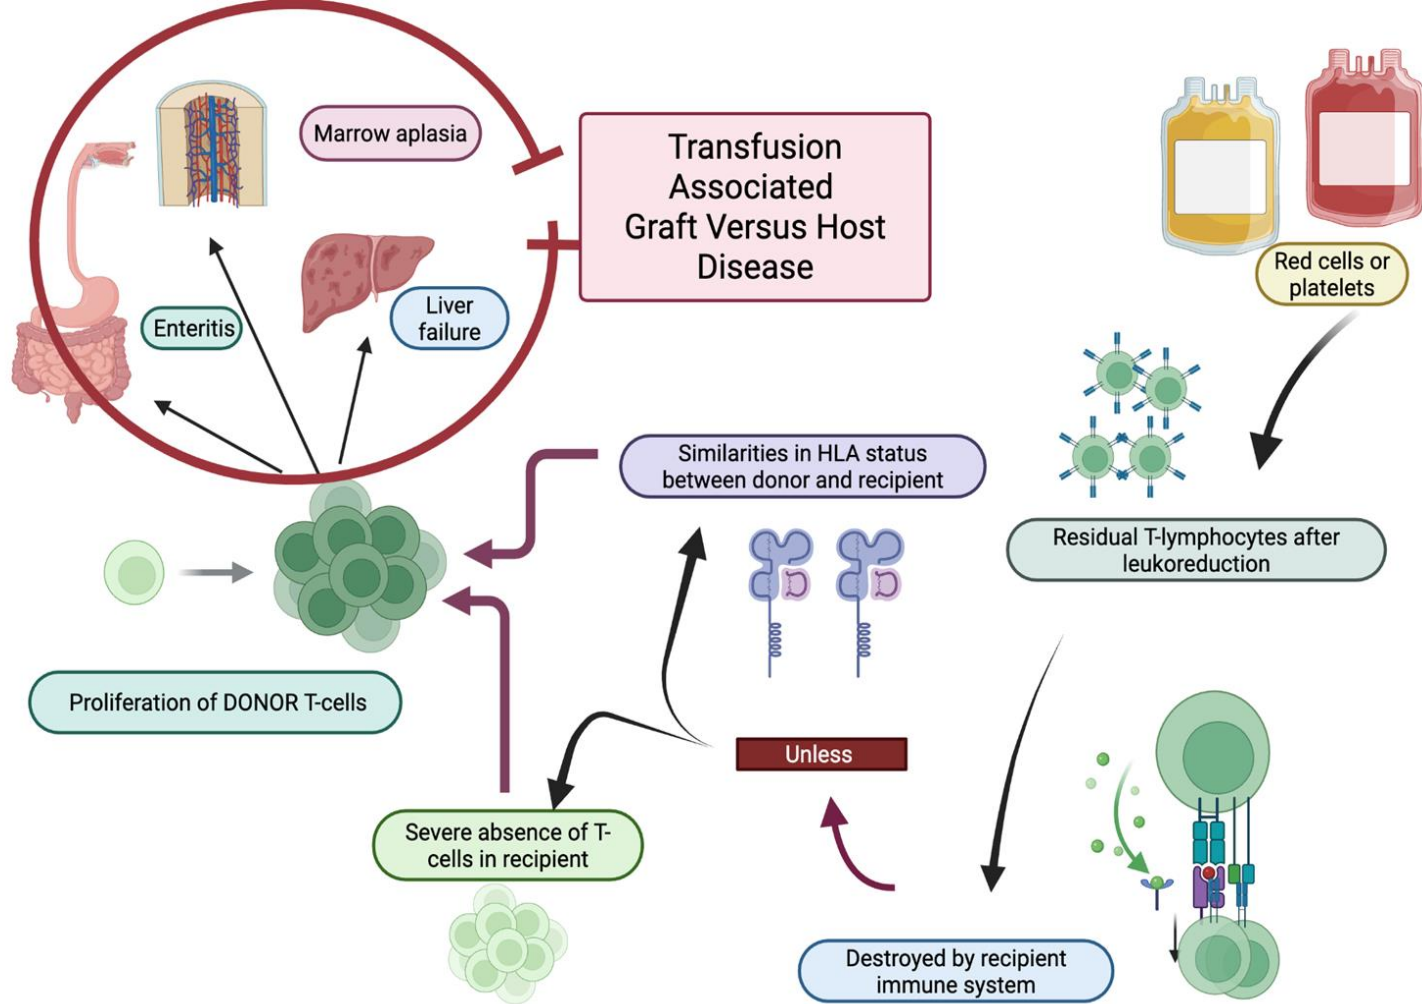 Marrow aplasia
Transfusion
Associated
Graft Versus Host
Disease
Red cells or
platelets
Enteritis
Liver
failure
Similarities in HLA status
between donor and recipient
Residual T-lymphocytes after
leukoreduction
Proliferation of DONOR T-cells
Unless
Severe absence of T-
cells in recipient
Destroyed by recipient
immune system